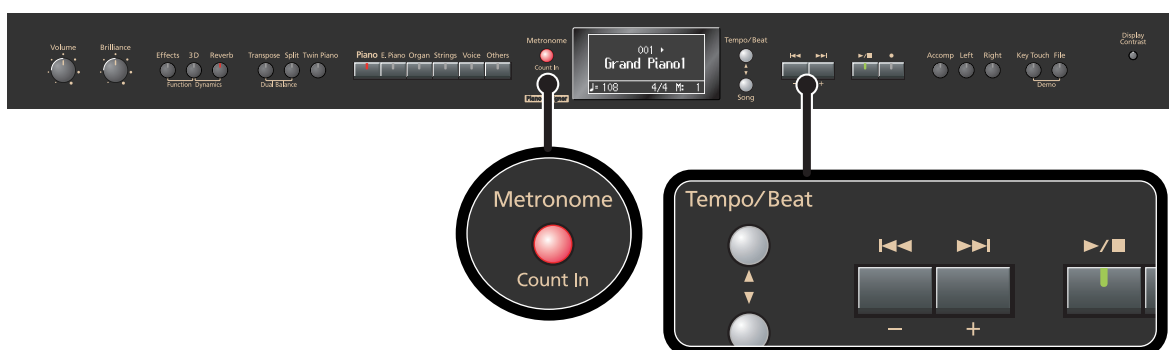 Volume
Brilliance
Effects 3D Reverb
Function Dynamics
Transpose Split Twin Piano
Dual Balance
Piano E. Piano Organ Strings Voice Others
Metronome
Count In
Piano Designer
001
Grand Piano1
♩= 108 4/4 M: 1
Tempo/Beat
Song
- +
Accomp Left Right
Key Touch File
Demo
Display
Contrast
Metronome
Count In
Tempo/Beat
- +